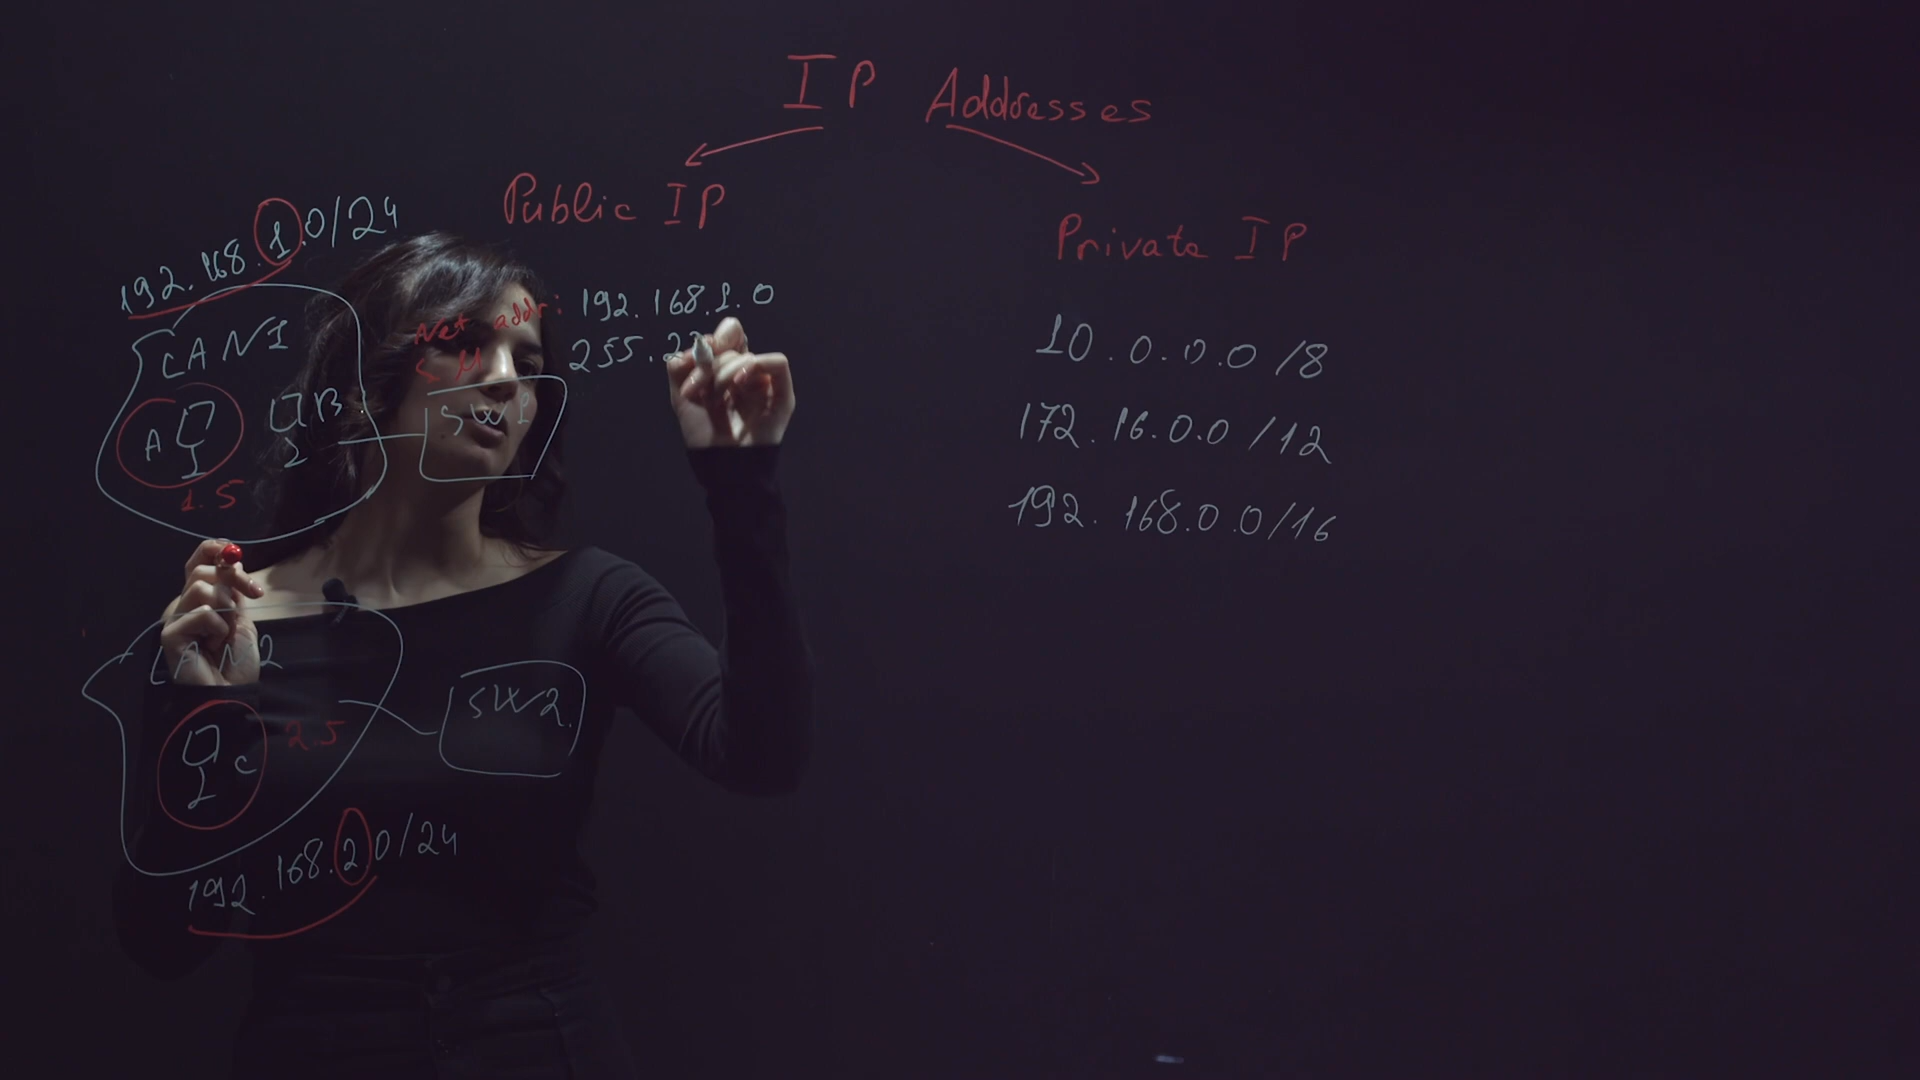 IP Addresses
Public IP
Private IP
192.168.1.0/24
LAN1
A
B
1.5
Net addr: 192.168.1.0
SM 255.2
SW1
10.0.0.0/8
172.16.0.0/12
192.168.0.0/16
LAN2
C
2.5
SW2
192.168.2.0/24